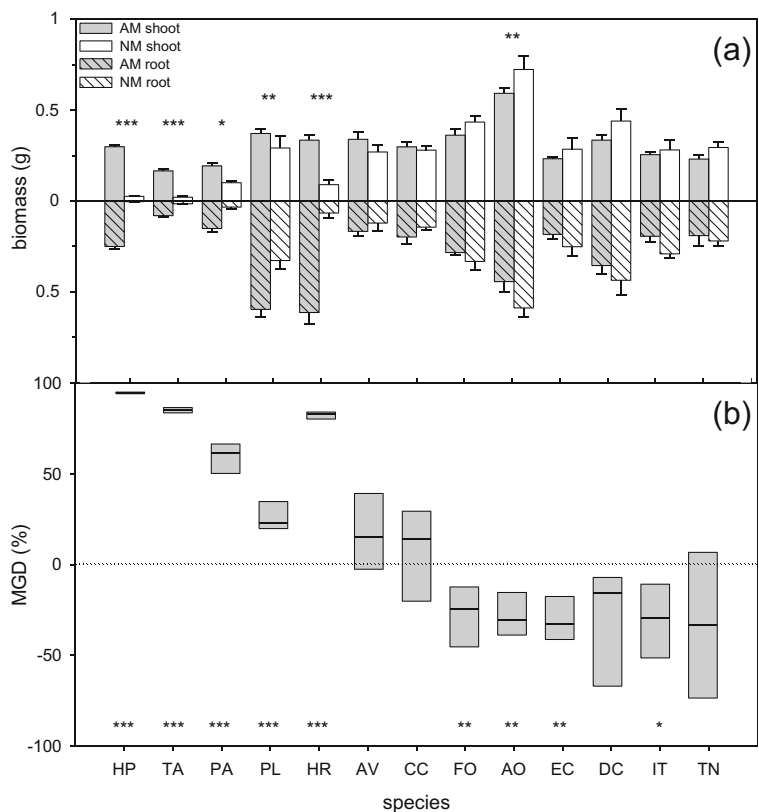 1
AM shoot
NM shoot
AM root
NM root
(a)
**
*** *** * ** ***
0.5
biomass (g)
0
0.5
100
(b)
50
MGD (%)
0
-50
*** *** *** *** *** ** ** ** *
-100
HP TA PA PL HR AV CC FO AO EC DC IT TN
species